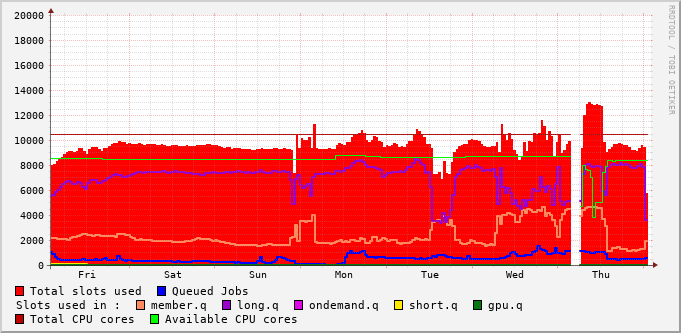 20000
18000
16000
14000
12000
10000
8000
6000
4000
2000
0
Fri Sat Sun Mon Tue Wed Thu
RRDTOOL / TOBI OETIKER
Total slots used Queued Jobs
Slots used in : member.q long.q ondemand.q short.q gpu.q
Total CPU cores Available CPU cores